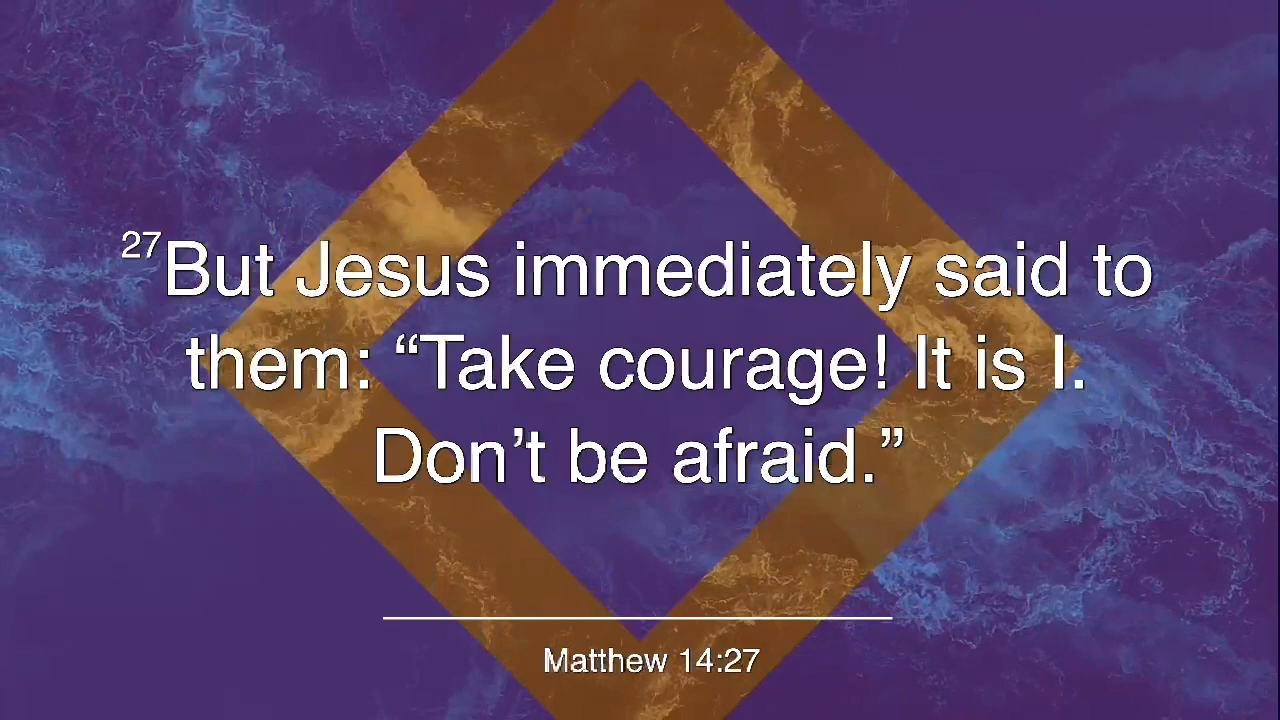 27But Jesus immediately said to
them: “Take courage! It is I.
Don’t be afraid.”
Matthew 14:27